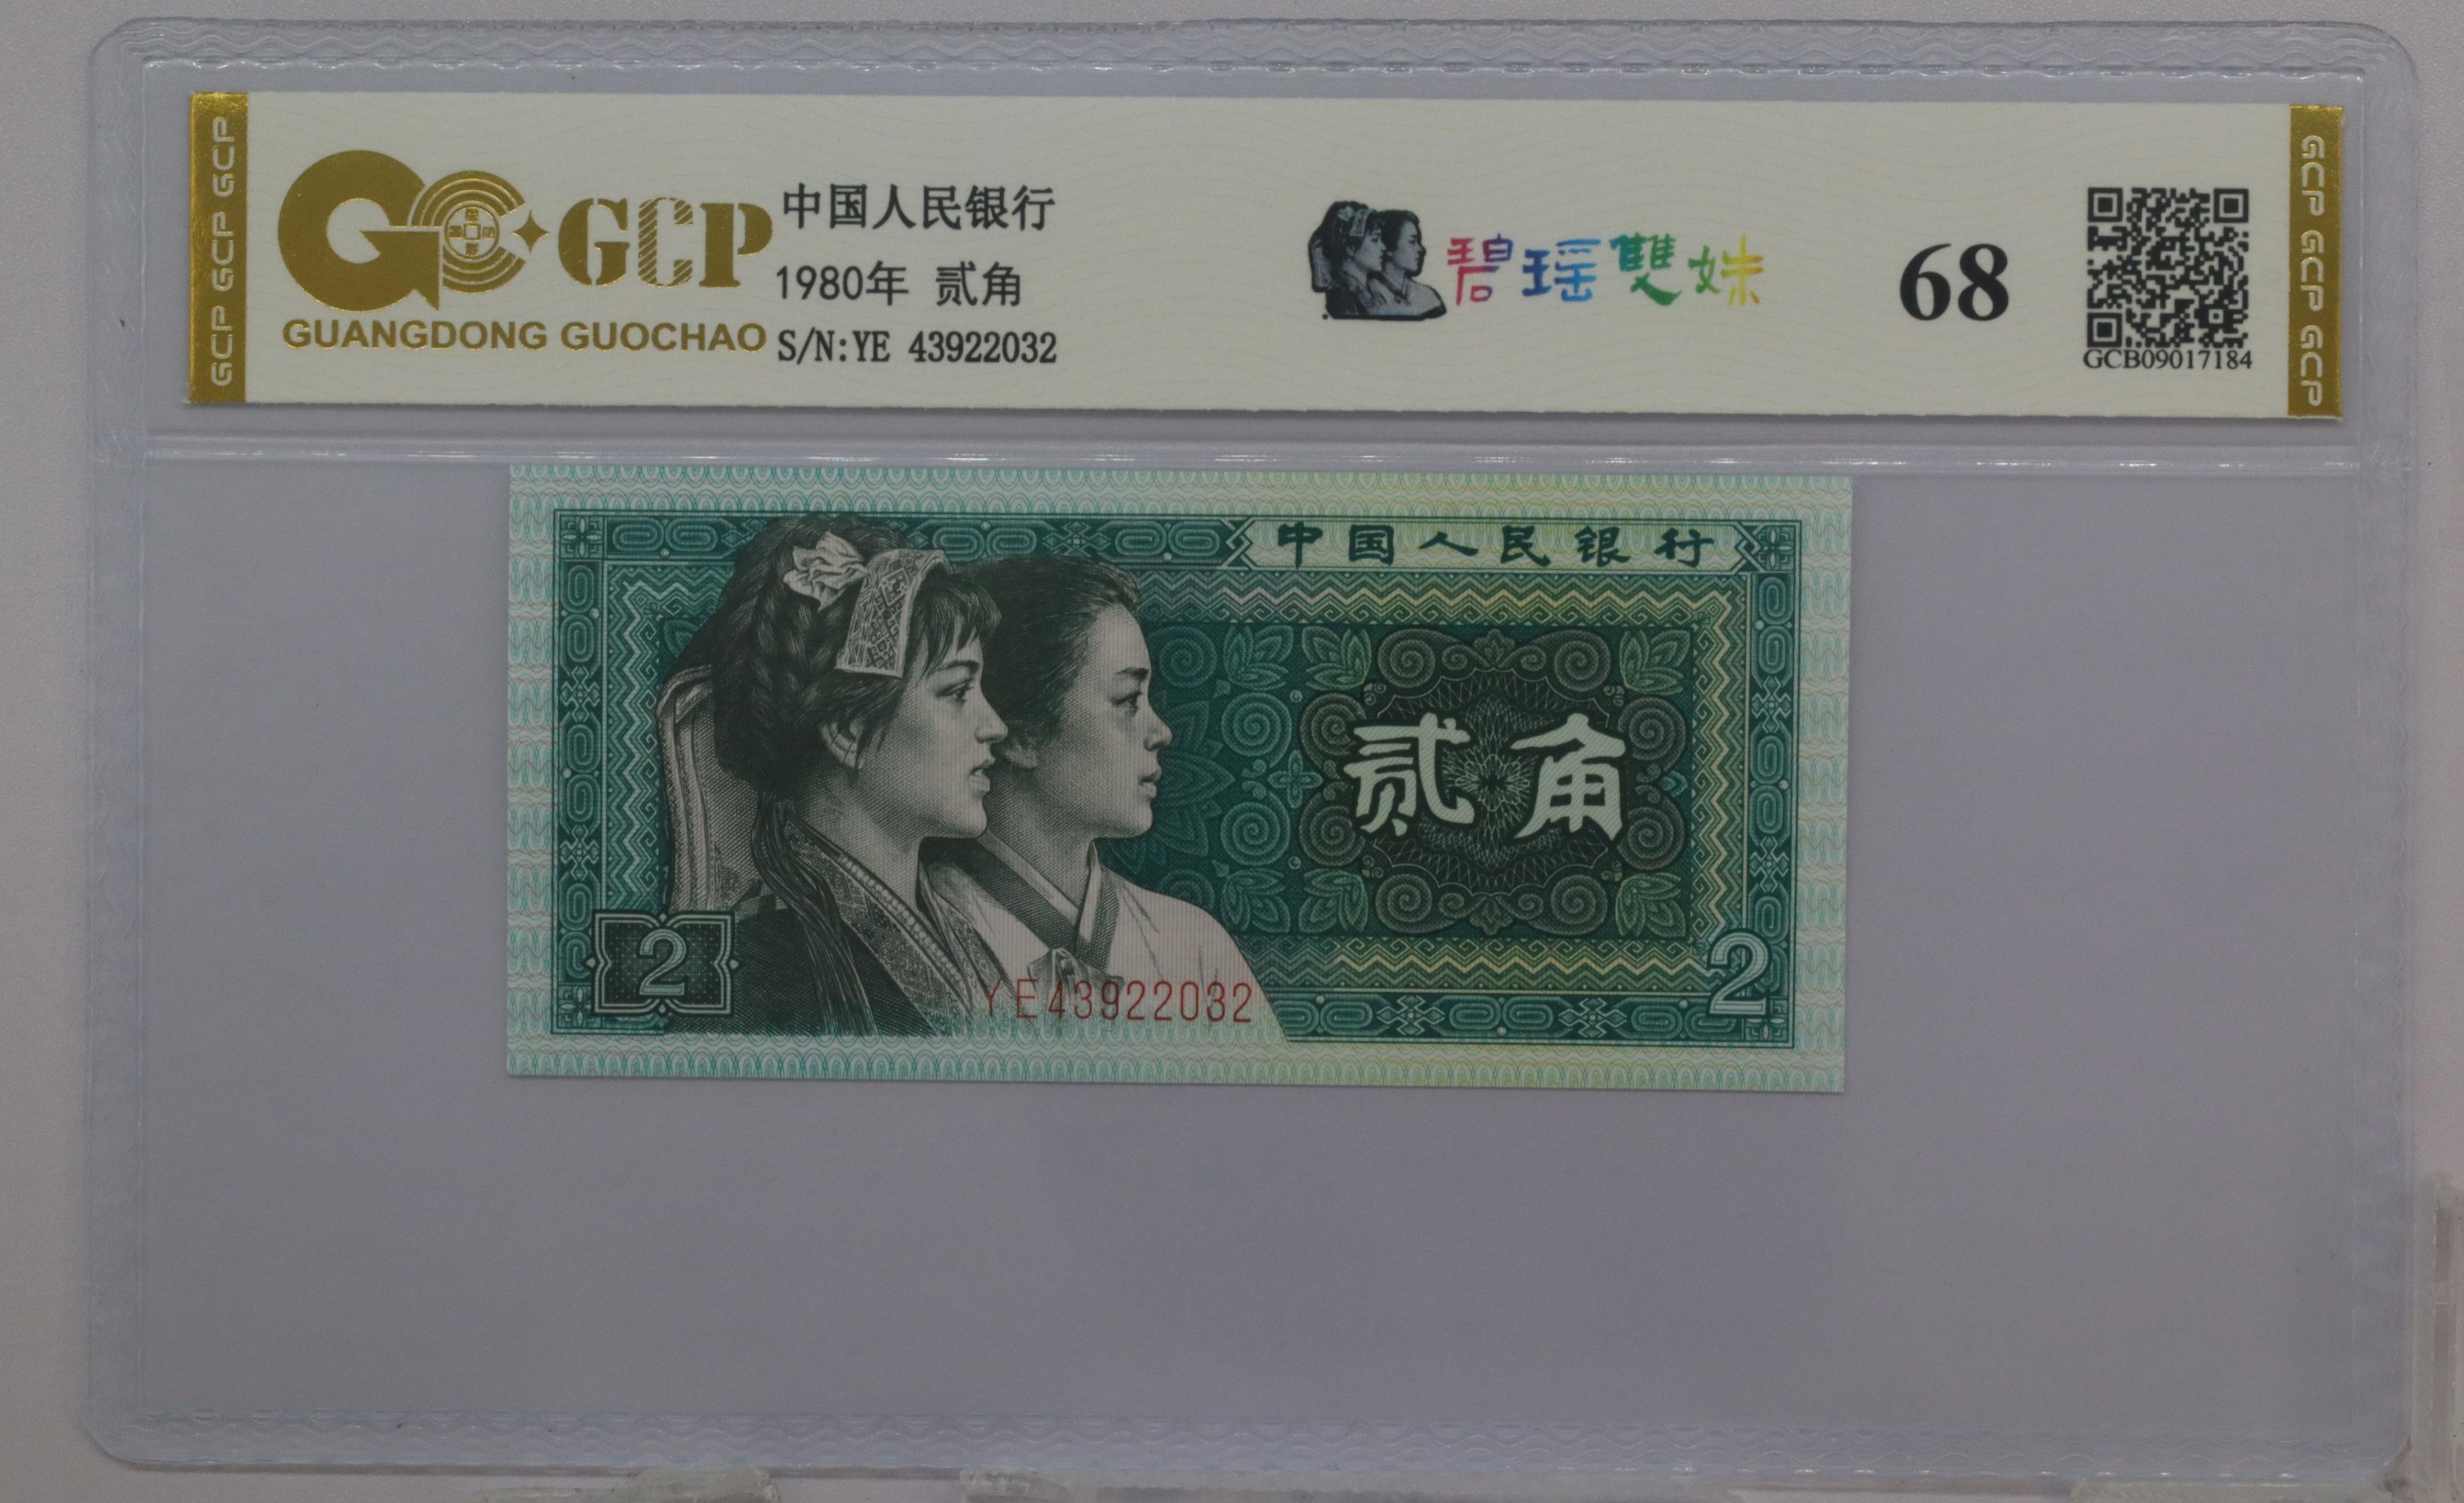 GCP GCP GCP
GCP
GUANGDONG GUOCHAO
中国人民银行
1980年 贰角
S/N:YE 43922032
碧瑶雙姝
68
GCB09017184
GCP GCP GCP
中国人民银行
贰角
2
YE43922032
2